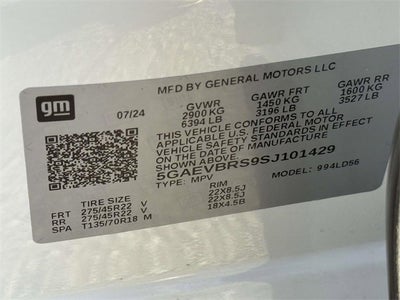 gm
MFD BY GENERAL MOTORS LLC
07/24
GVWR GAWR FRT GAWR RR
2900 KG 1450 KG 1600 KG
6394 LB 3196 LB 3527 LB
THIS VEHICLE CONFORMS TO ALL
APPLICABLE U.S. FEDERAL MOTOR
VEHICLE SAFETY STANDARDS IN EFFECT
ON THE DATE OF MANUFACTURE
5GAEVBRS9SJ101429
TYPE: MPV MODEL: 994LD56
TIRE SIZE RIM
FRT 275/45R22 V 22X8.5J
RR 275/45R22 V 22X8.5J
SPA T135/70R18 M 18X4.5B